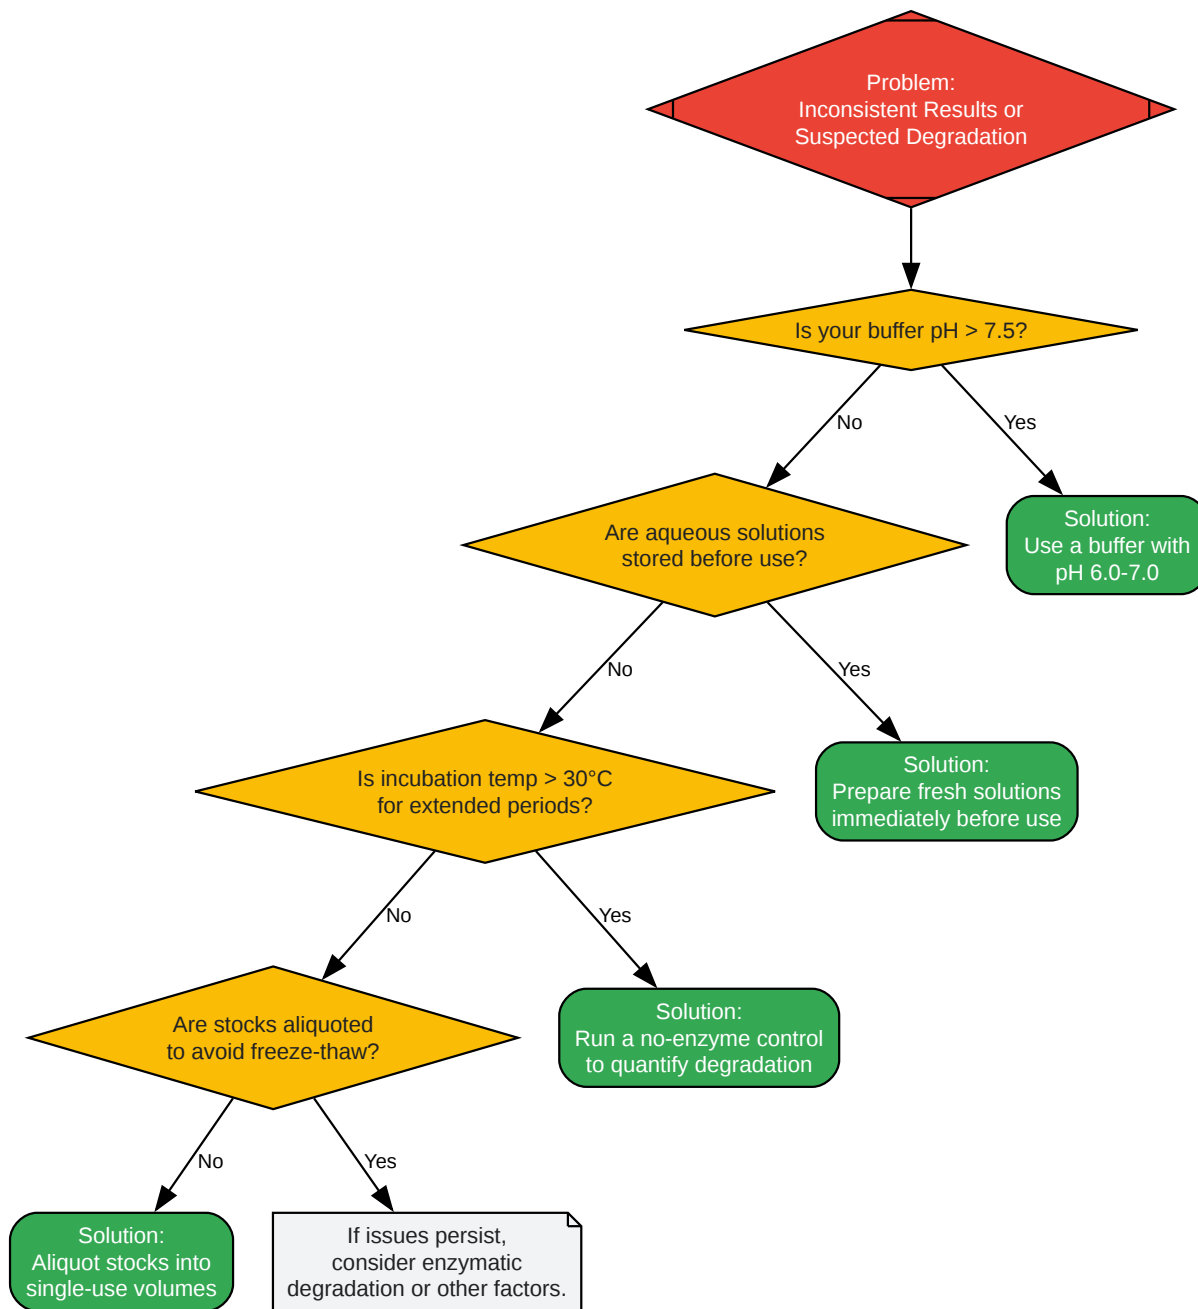 Problem:
Inconsistent Results or
Suspected Degradation
Is your buffer pH > 7.5?
No
Yes
Are aqueous solutions
stored before use?
Solution:
Use a buffer with
pH 6.0-7.0
No
Yes
Is incubation temp > 30°C
for extended periods?
Solution:
Prepare fresh solutions
immediately before use
No
Yes
Are stocks aliquoted
to avoid freeze-thaw?
Solution:
Run a no-enzyme control
to quantify degradation
No
Yes
Solution:
Aliquot stocks into
single-use volumes
If issues persist,
consider enzymatic
degradation or other factors.